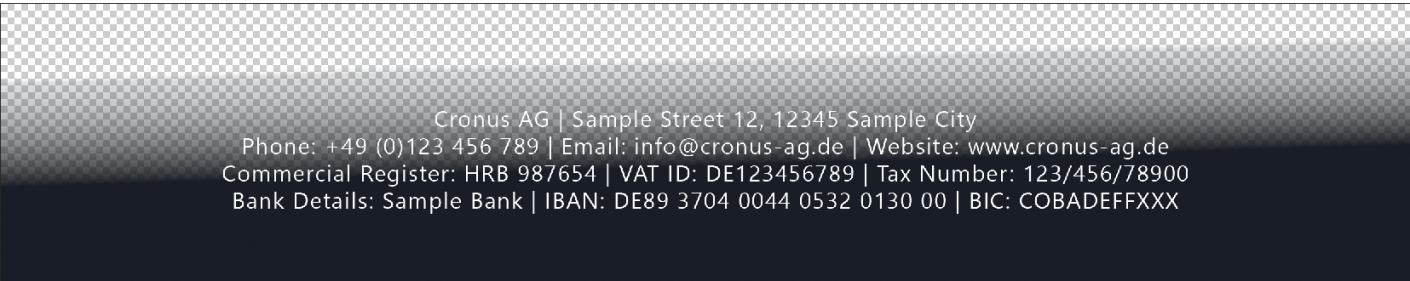 Cronus AG | Sample Street 12, 12345 Sample City
Phone: +49 (0)123 456 789 | Email: info@cronus-ag.de | Website: www.cronus-ag.de
Commercial Register: HRB 987654 | VAT ID: DE123456789 | Tax Number: 123/456/78900
Bank Details: Sample Bank | IBAN: DE89 3704 0044 0532 0130 00 | BIC: COBADEFFXXX